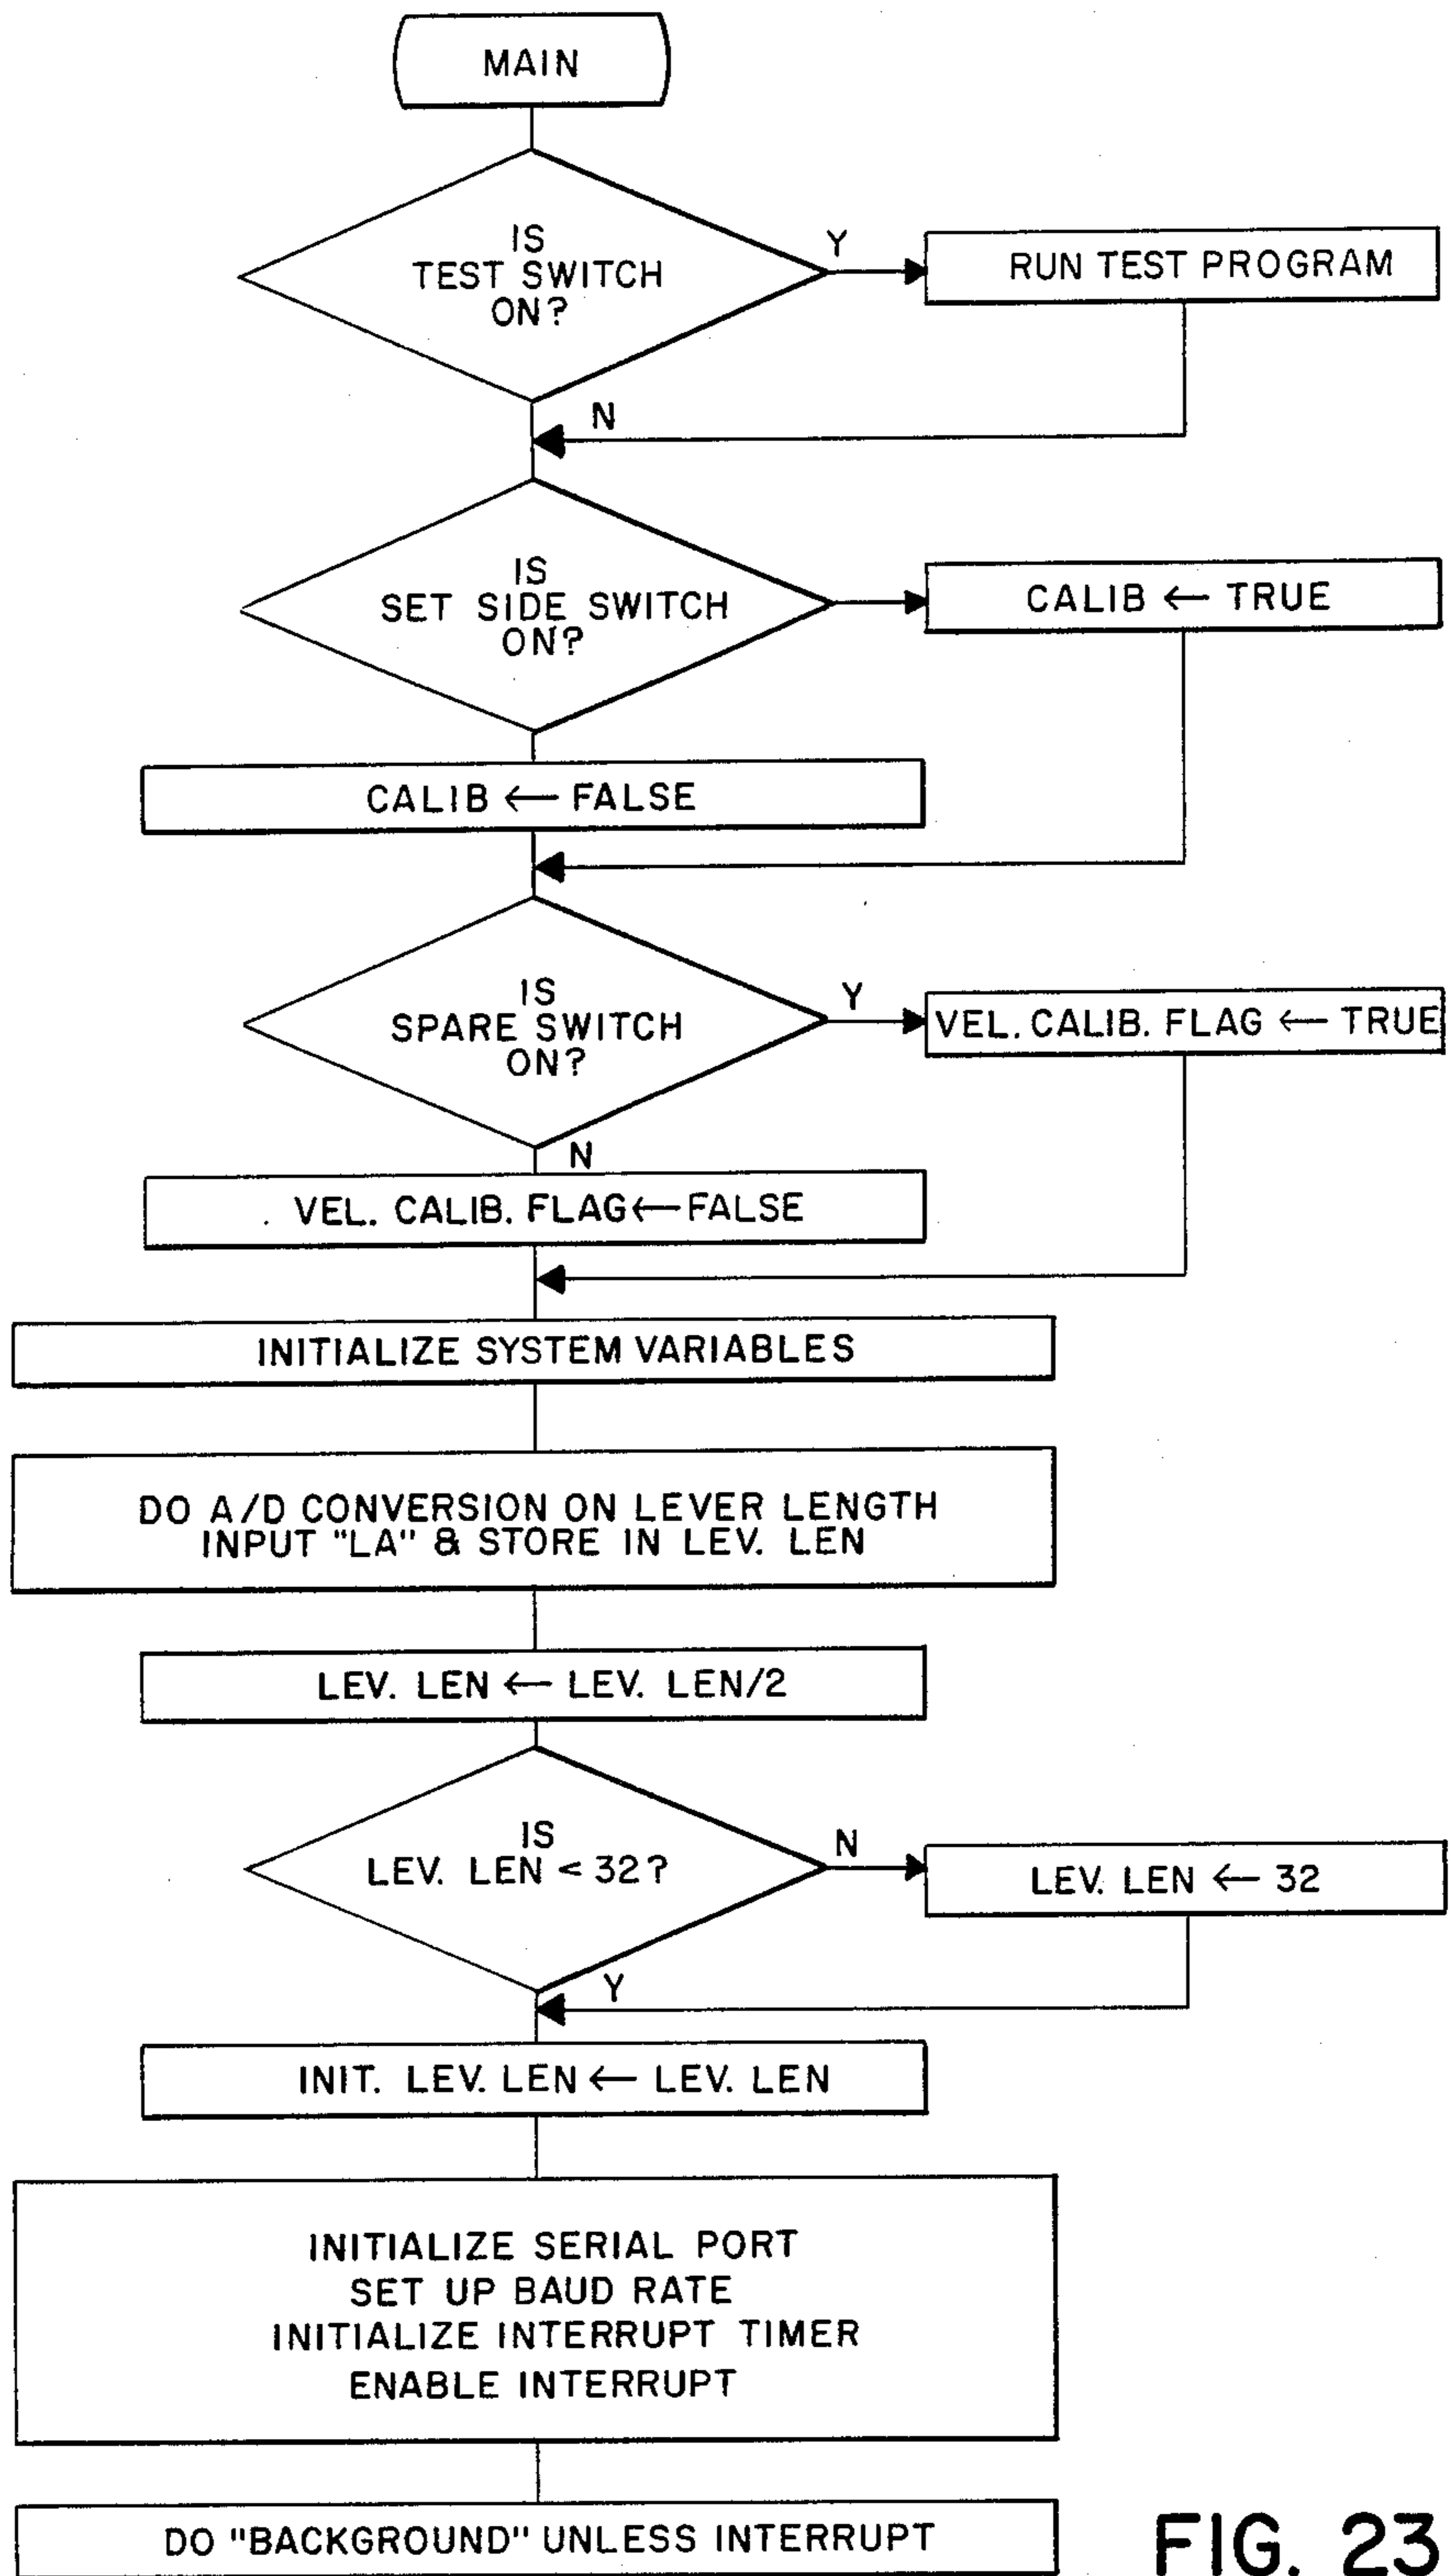 MAIN
IS
TEST SWITCH
ON?
Y
RUN TEST PROGRAM
N
IS
SET SIDE SWITCH
ON?
CALIB ← TRUE
CALIB ← FALSE
IS
SPARE SWITCH
ON?
Y
VEL. CALIB. FLAG ← TRUE
N
VEL. CALIB. FLAG ← FALSE
INITIALIZE SYSTEM VARIABLES
DO A/D CONVERSION ON LEVER LENGTH
INPUT "LA" & STORE IN LEV. LEN
LEV. LEN ← LEV. LEN/2
IS
LEV. LEN < 32?
N
LEV. LEN ← 32
Y
INIT. LEV. LEN ← LEV. LEN
INITIALIZE SERIAL PORT
SET UP BAUD RATE
INITIALIZE INTERRUPT TIMER
ENABLE INTERRUPT
DO "BACKGROUND" UNLESS INTERRUPT
FIG. 23